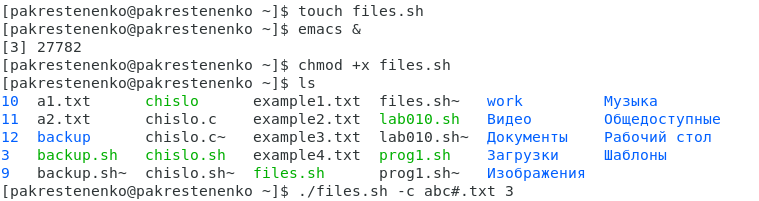 [pakrestenenko@pakrestenenko ~]$ touch files.sh
[pakrestenenko@pakrestenenko ~]$ emacs &
[3] 27782
[pakrestenenko@pakrestenenko ~]$ chmod +x files.sh
[pakrestenenko@pakrestenenko ~]$ ls
10  a1.txt      chislo      example1.txt  files.sh~   work         Музыка
11  a2.txt      chislo.c    example2.txt  lab010.sh   Видео        Общедоступные
12  backup      chislo.c~   example3.txt  lab010.sh~  Документы    Рабочий стол
3   backup.sh   chislo.sh   example4.txt  prog1.sh    Загрузки     Шаблоны
9   backup.sh~  chislo.sh~  files.sh      prog1.sh~   Изображения
[pakrestenenko@pakrestenenko ~]$ ./files.sh -c abc#.txt 3